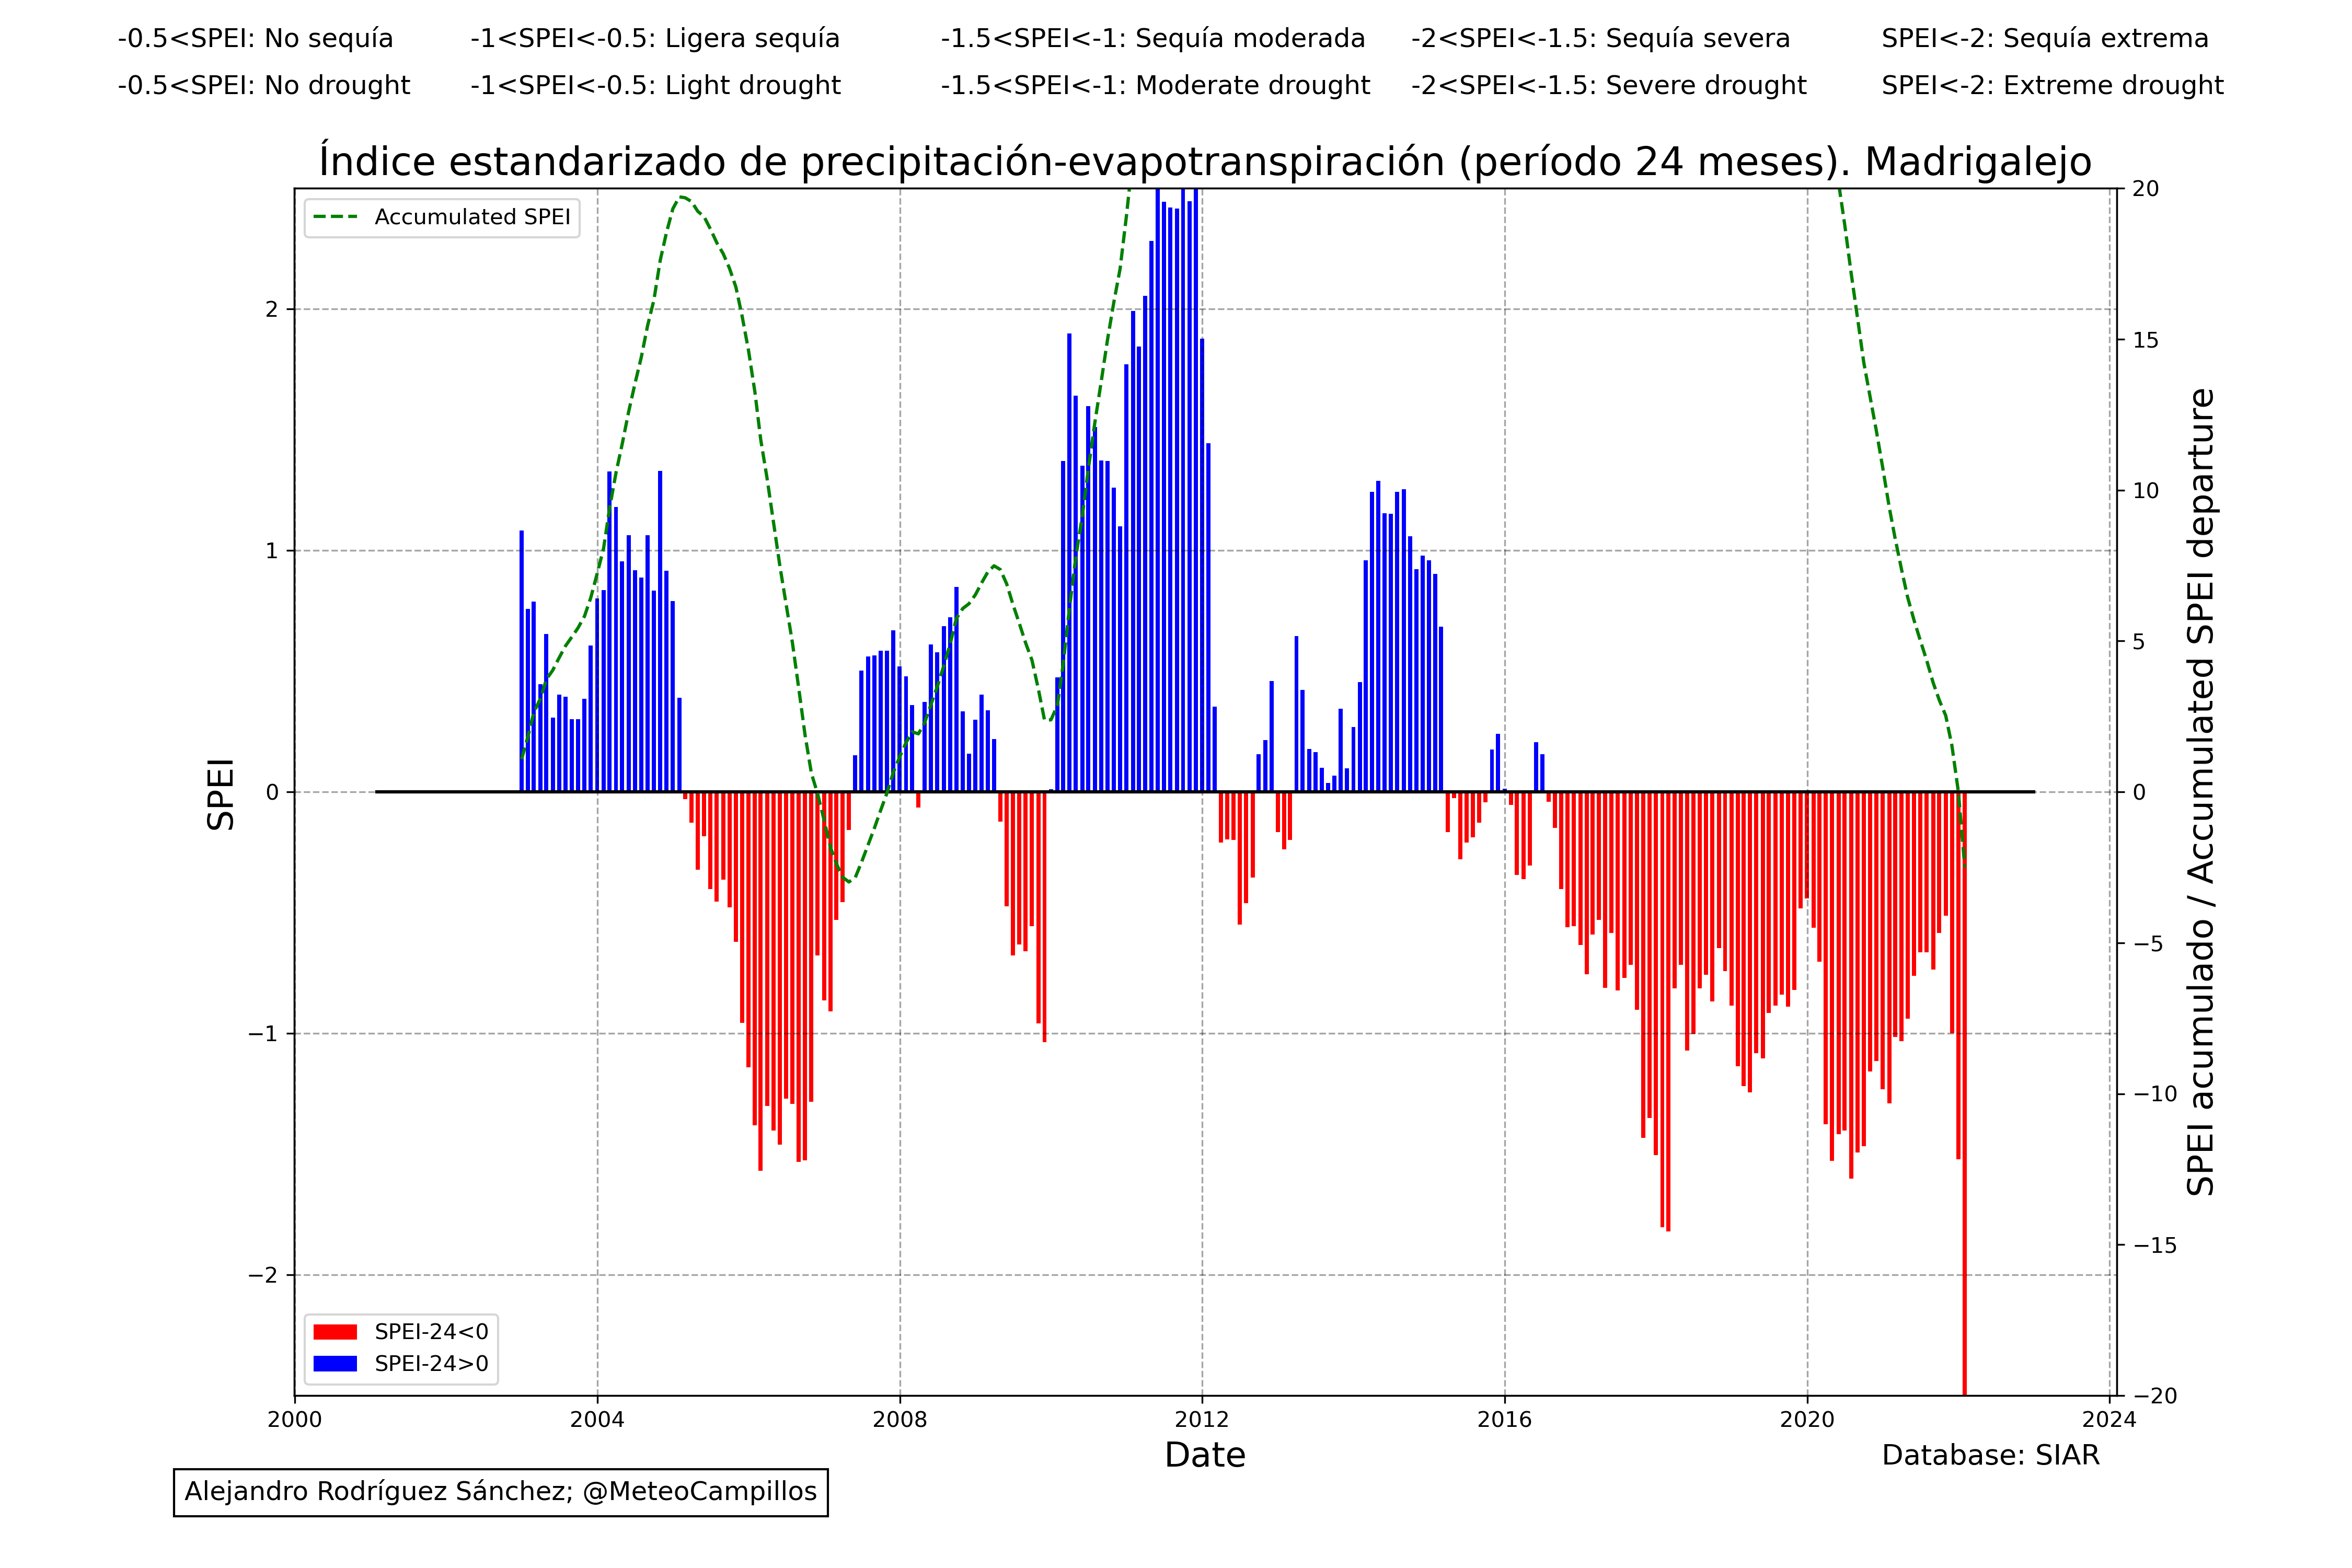 -0.5<SPEI: No sequía -1<SPEI<-0.5: Ligera sequía -1.5<SPEI<-1: Sequía moderada -2<SPEI<-1.5: Sequía severa SPEI<-2: Sequía extrema
-0.5<SPEI: No drought -1<SPEI<-0.5: Light drought -1.5<SPEI<-1: Moderate drought -2<SPEI<-1.5: Severe drought SPEI<-2: Extreme drought
Índice estandarizado de precipitación-evapotranspiración (período 24 meses). Madrigalejo
Accumulated SPEI
2
1
0
−1
−2
SPEI
20
15
10
5
0
−5
−10
−15
−20
SPEI acumulado / Accumulated SPEI departure
SPEI-24<0
SPEI-24>0
2000 2004 2008 2012 2016 2020 2024
Date
Database: SIAR
Alejandro Rodríguez Sánchez; @MeteoCampillos